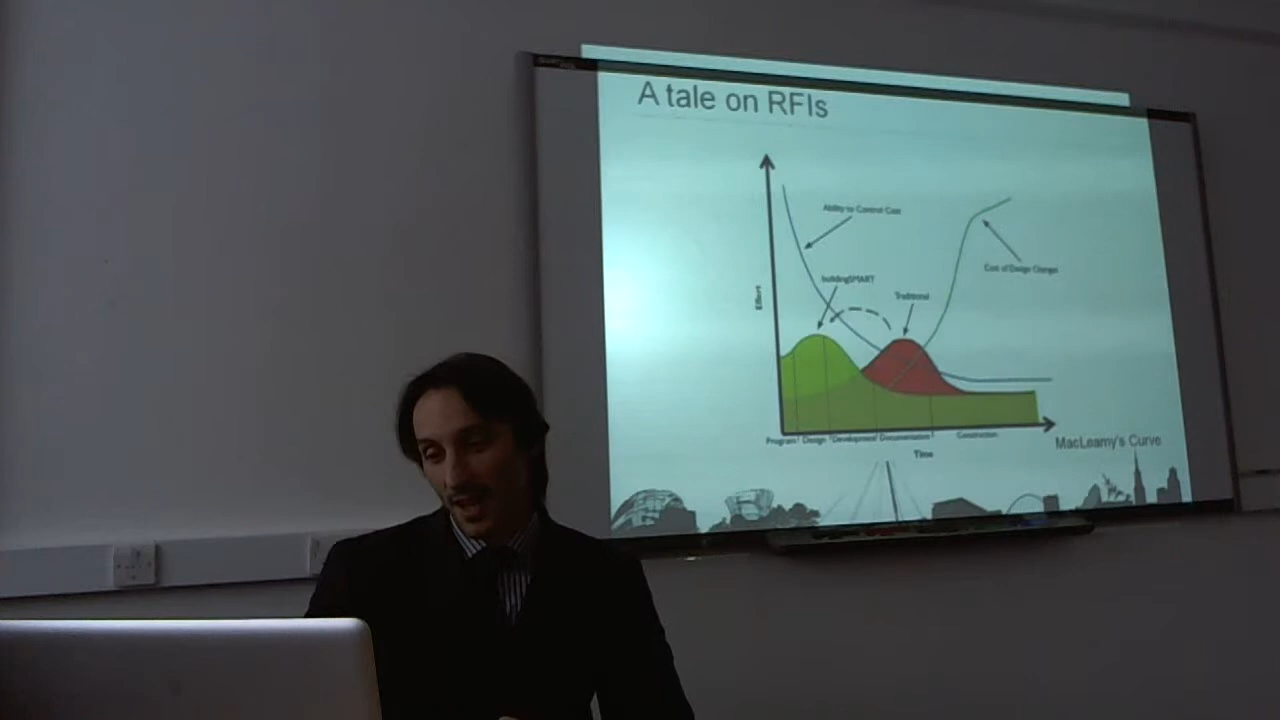 A tale on RFIs
Ability to Control Cost
buildingSMART
Traditional
Cost of Design Changes
Effort
Program Design Development Documentation Construction
Time
MacLeamy's Curve